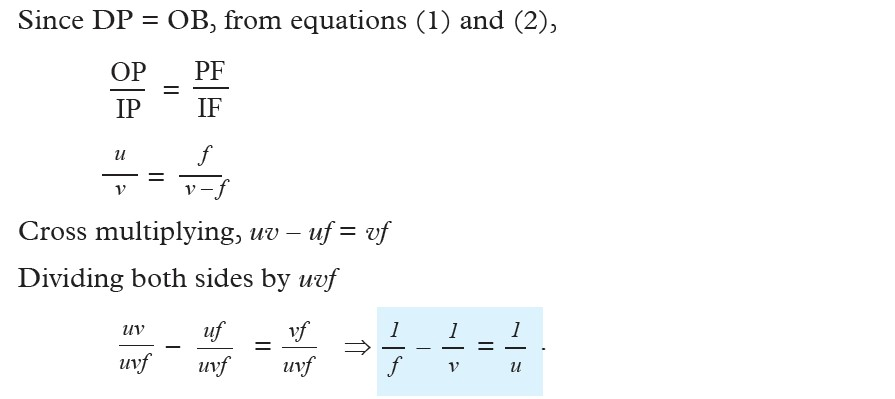 Since DP = OB, from equations (1) and (2),
OP/IP = PF/IF
u/v = f/v – f
Cross multiplying, uv – uf = vf
Dividing both sides by uvf
uv/uvf – uf/uvf = vf/uvf ⇒ 1/f – 1/v = 1/u .